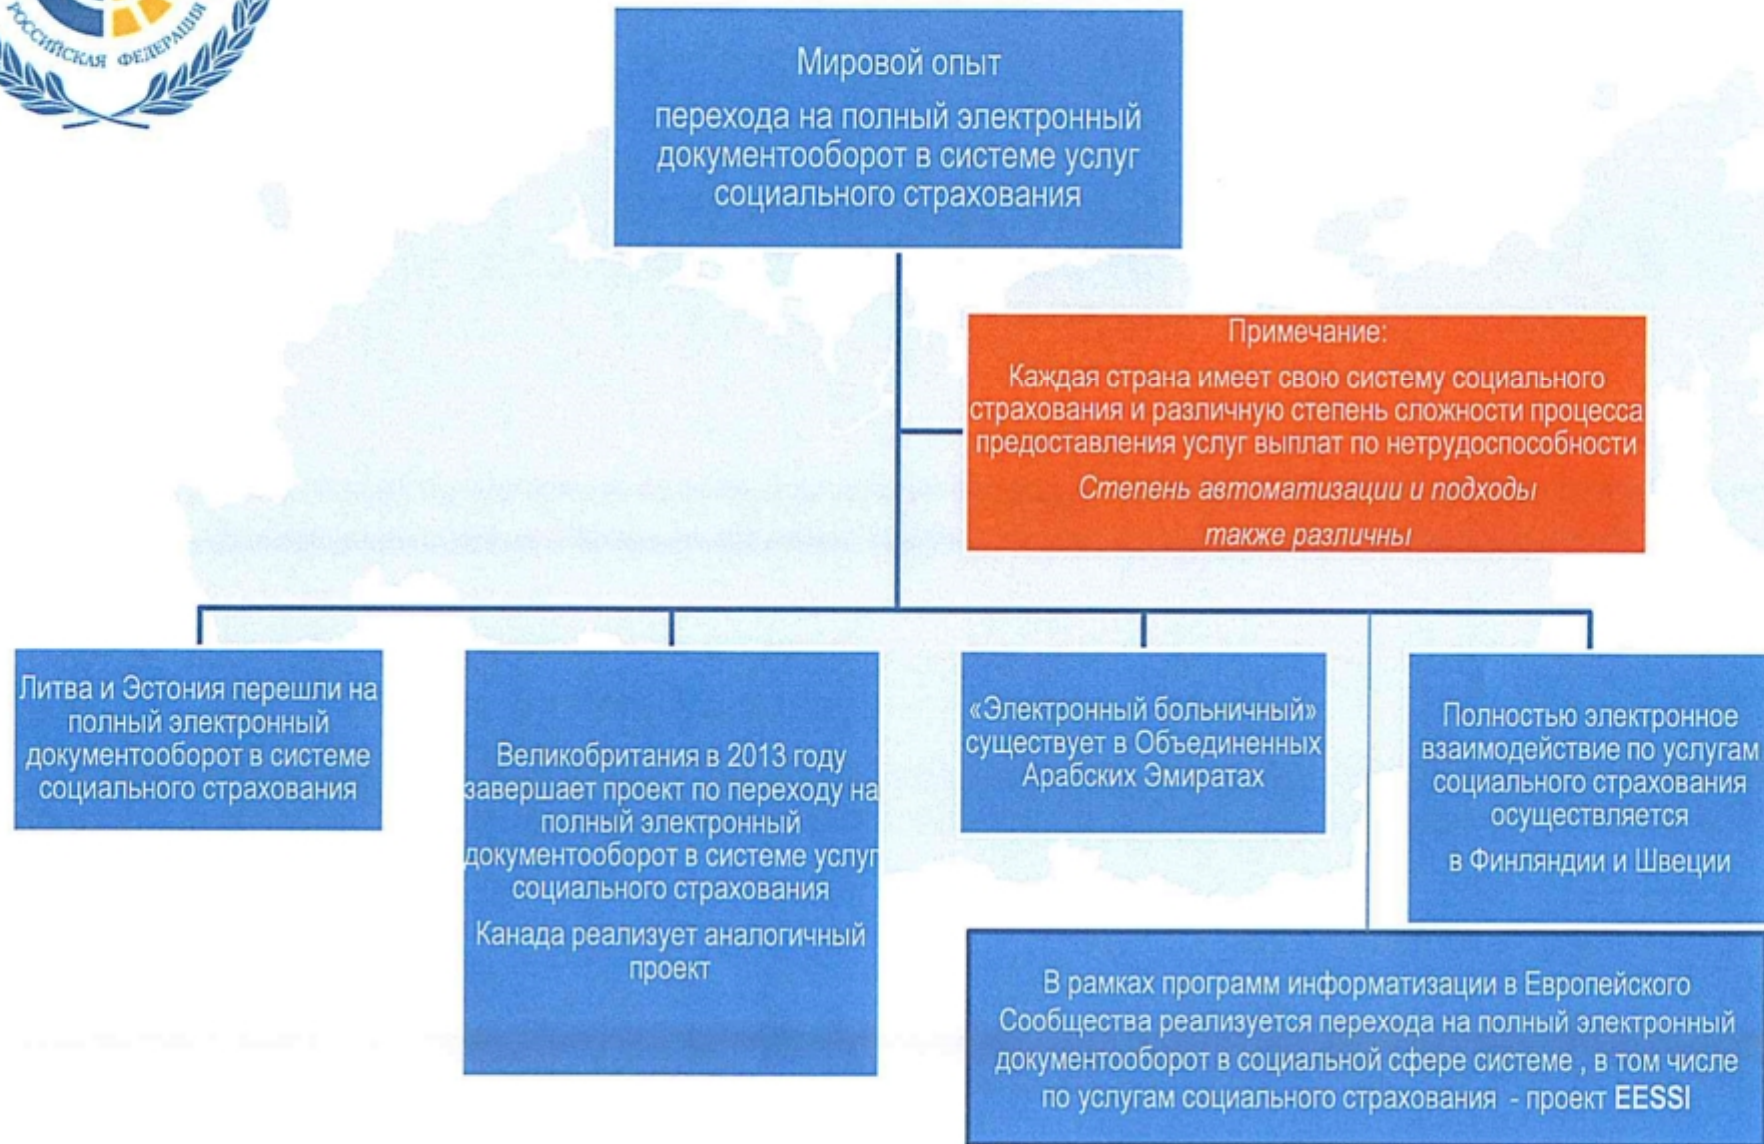 РОССИЙСКАЯ ФЕДЕРАЦИЯ
Мировой опыт
перехода на полный электронный
документооборот в системе услуг
социального страхования
Примечание:
Каждая страна имеет свою систему социального
страхования и различную степень сложности процесса
предоставления услуг выплат по нетрудоспособности
Степень автоматизации и подходы
также различны
Литва и Эстония перешли на
полный электронный
документооборот в системе
социального страхования
Великобритания в 2013 году
завершает проект по переходу на
полный электронный
документооборот в системе услуг
социального страхования
Канада реализует аналогичный
проект
«Электронный больничный»
существует в Объединенных
Арабских Эмиратах
Полностью электронное
взаимодействие по услугам
социального страхования
осуществляется
в Финляндии и Швеции
В рамках программ информатизации в Европейского
Сообщества реализуется перехода на полный электронный
документооборот в социальной сфере системе , в том числе
по услугам социального страхования - проект EESSI